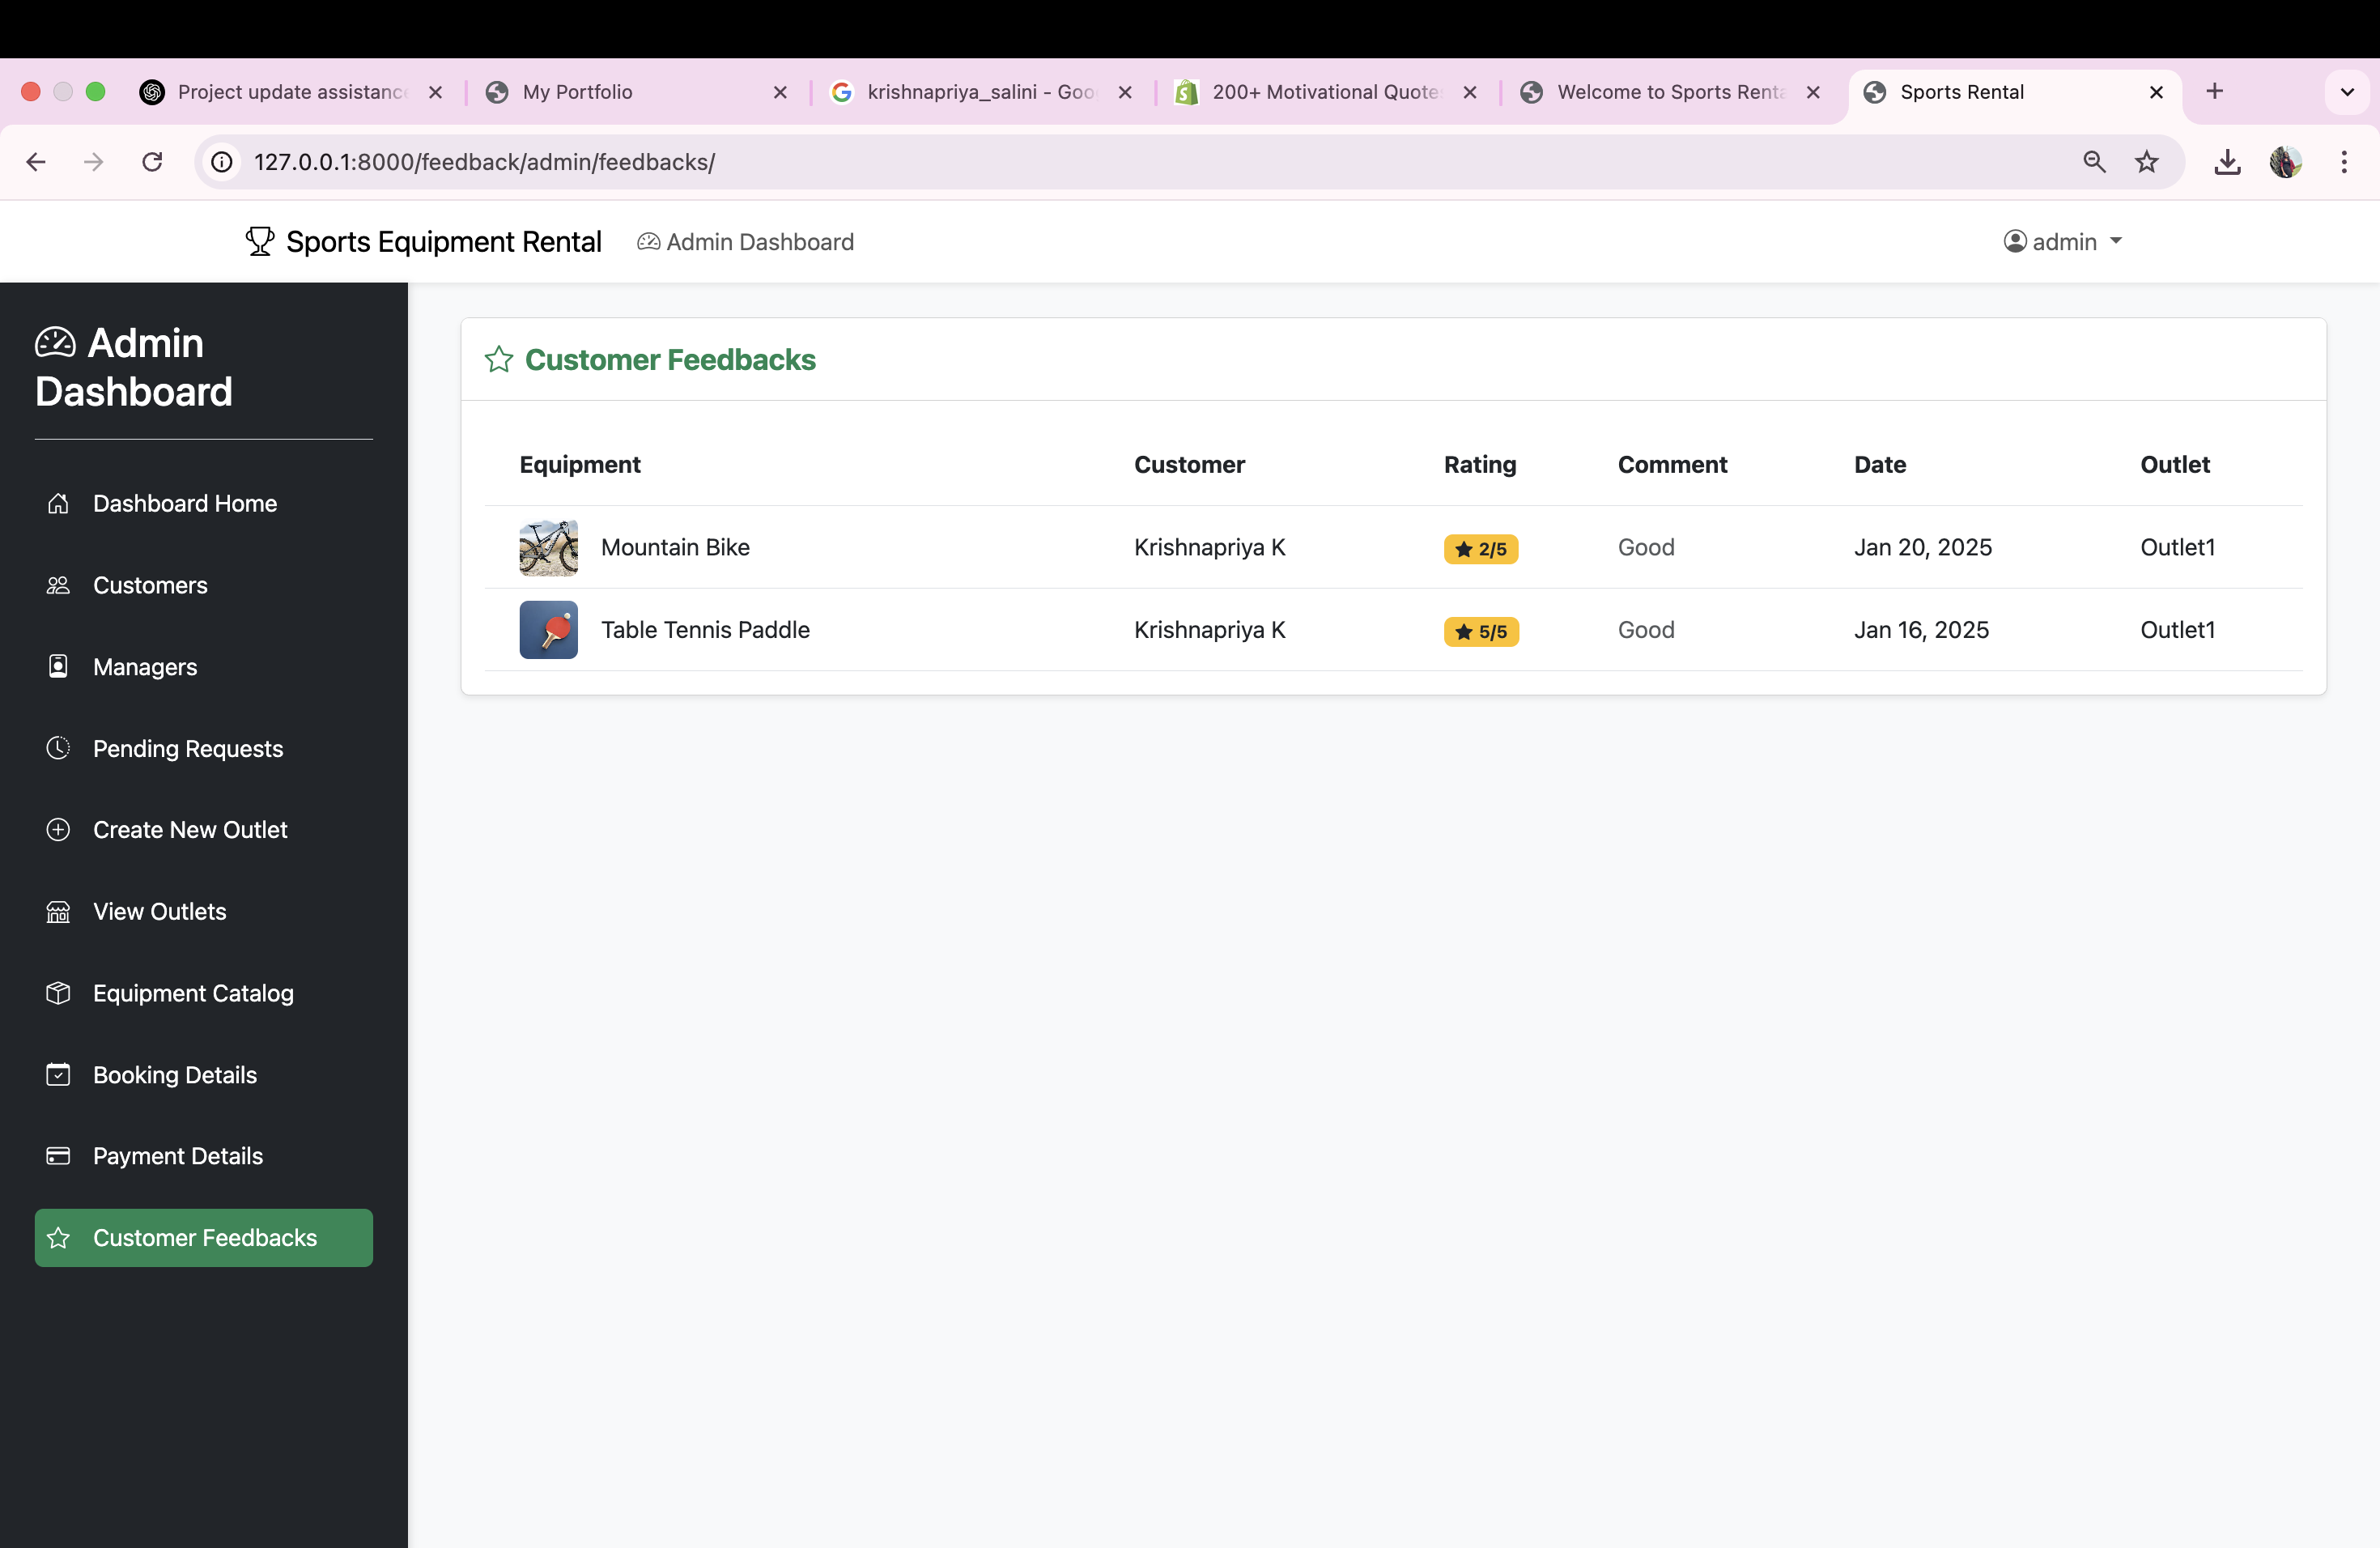 Project update assistance
My Portfolio
krishnapriya_salini - Goo
200+ Motivational Quotes
Welcome to Sports Renta
Sports Rental
127.0.0.1:8000/feedback/admin/feedbacks/
Sports Equipment Rental
Admin Dashboard
admin
Admin
Dashboard
Dashboard Home
Customers
Managers
Pending Requests
Create New Outlet
View Outlets
Equipment Catalog
Booking Details
Payment Details
Customer Feedbacks
Customer Feedbacks
Equipment Customer Rating Comment Date Outlet
Mountain Bike Krishnapriya K 2/5 Good Jan 20, 2025 Outlet1
Table Tennis Paddle Krishnapriya K 5/5 Good Jan 16, 2025 Outlet1